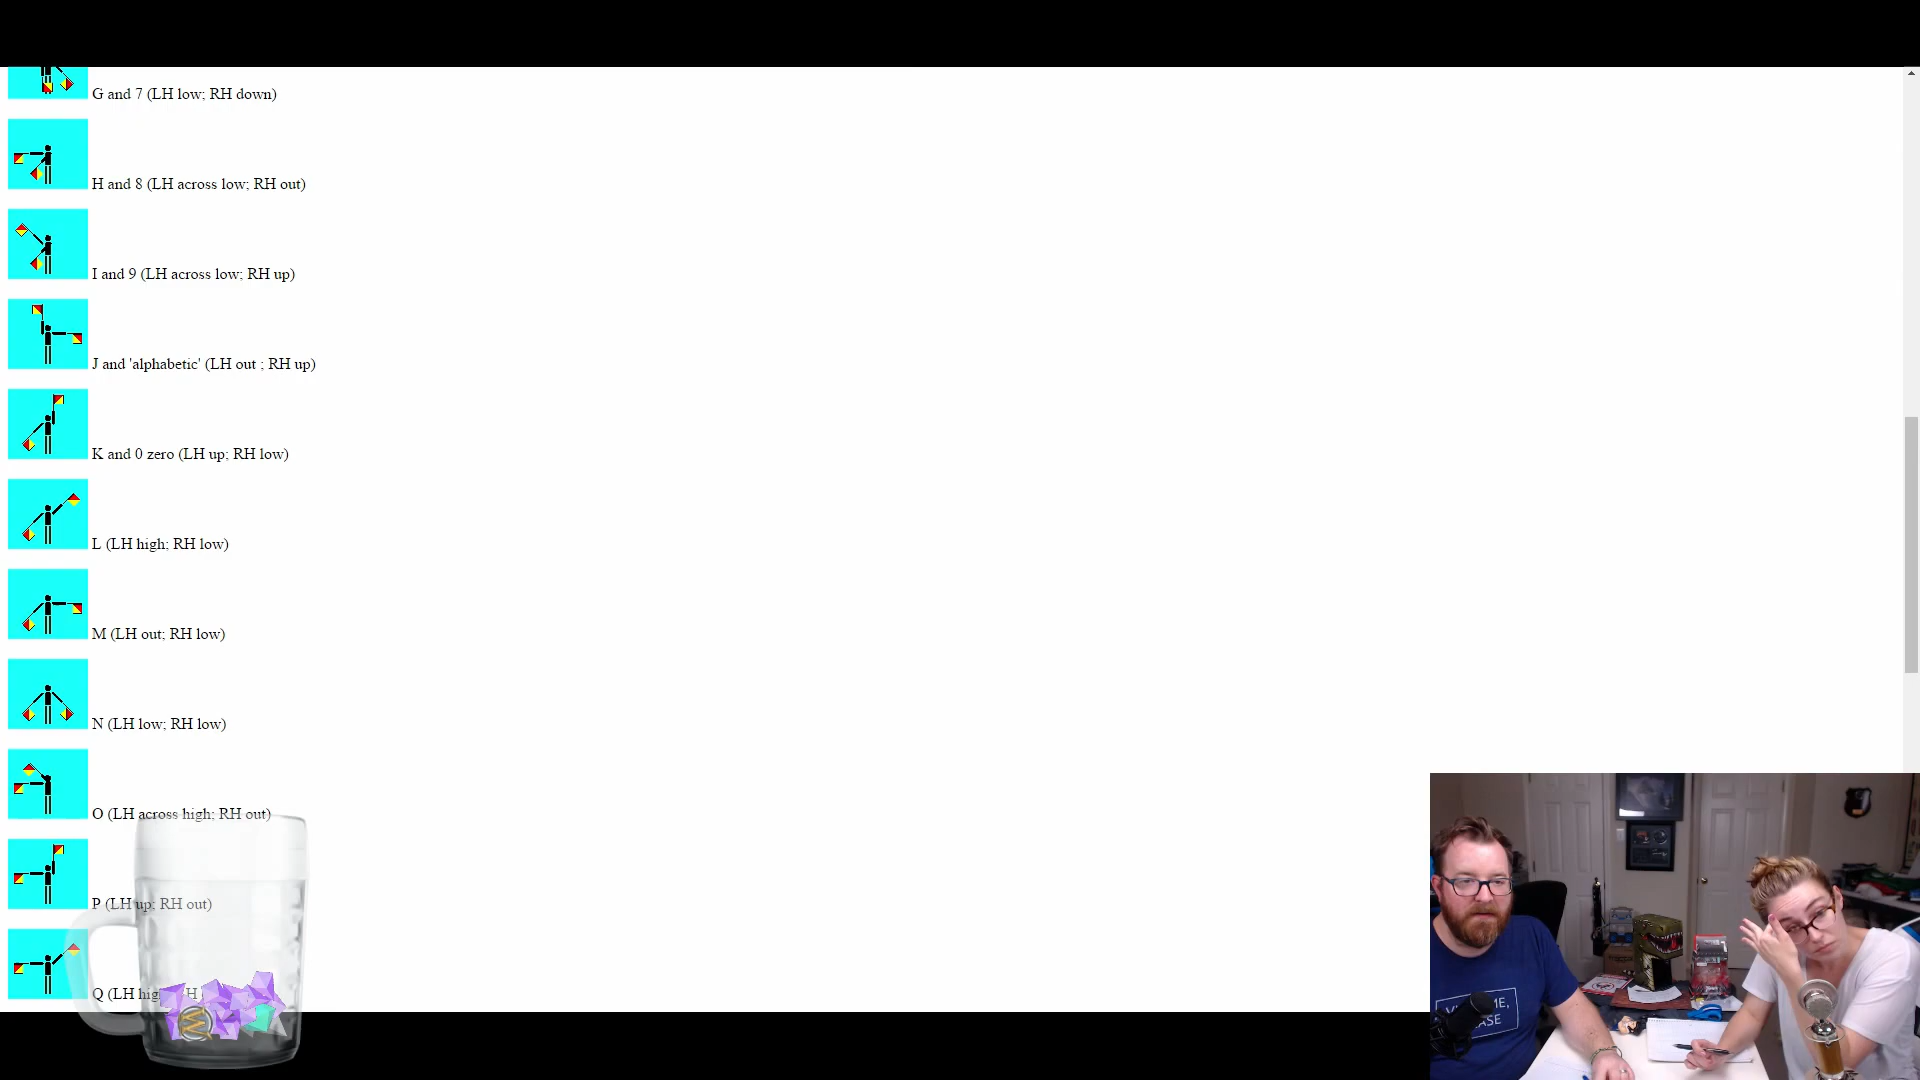 G and 7 (LH low; RH down)
H and 8 (LH across low; RH out)
I and 9 (LH across low; RH up)
J and 'alphabetic' (LH out ; RH up)
K and 0 zero (LH up; RH low)
L (LH high; RH low)
M (LH out; RH low)
N (LH low; RH low)
O (LH across high; RH out)
P (LH up; RH out)
Q (LH